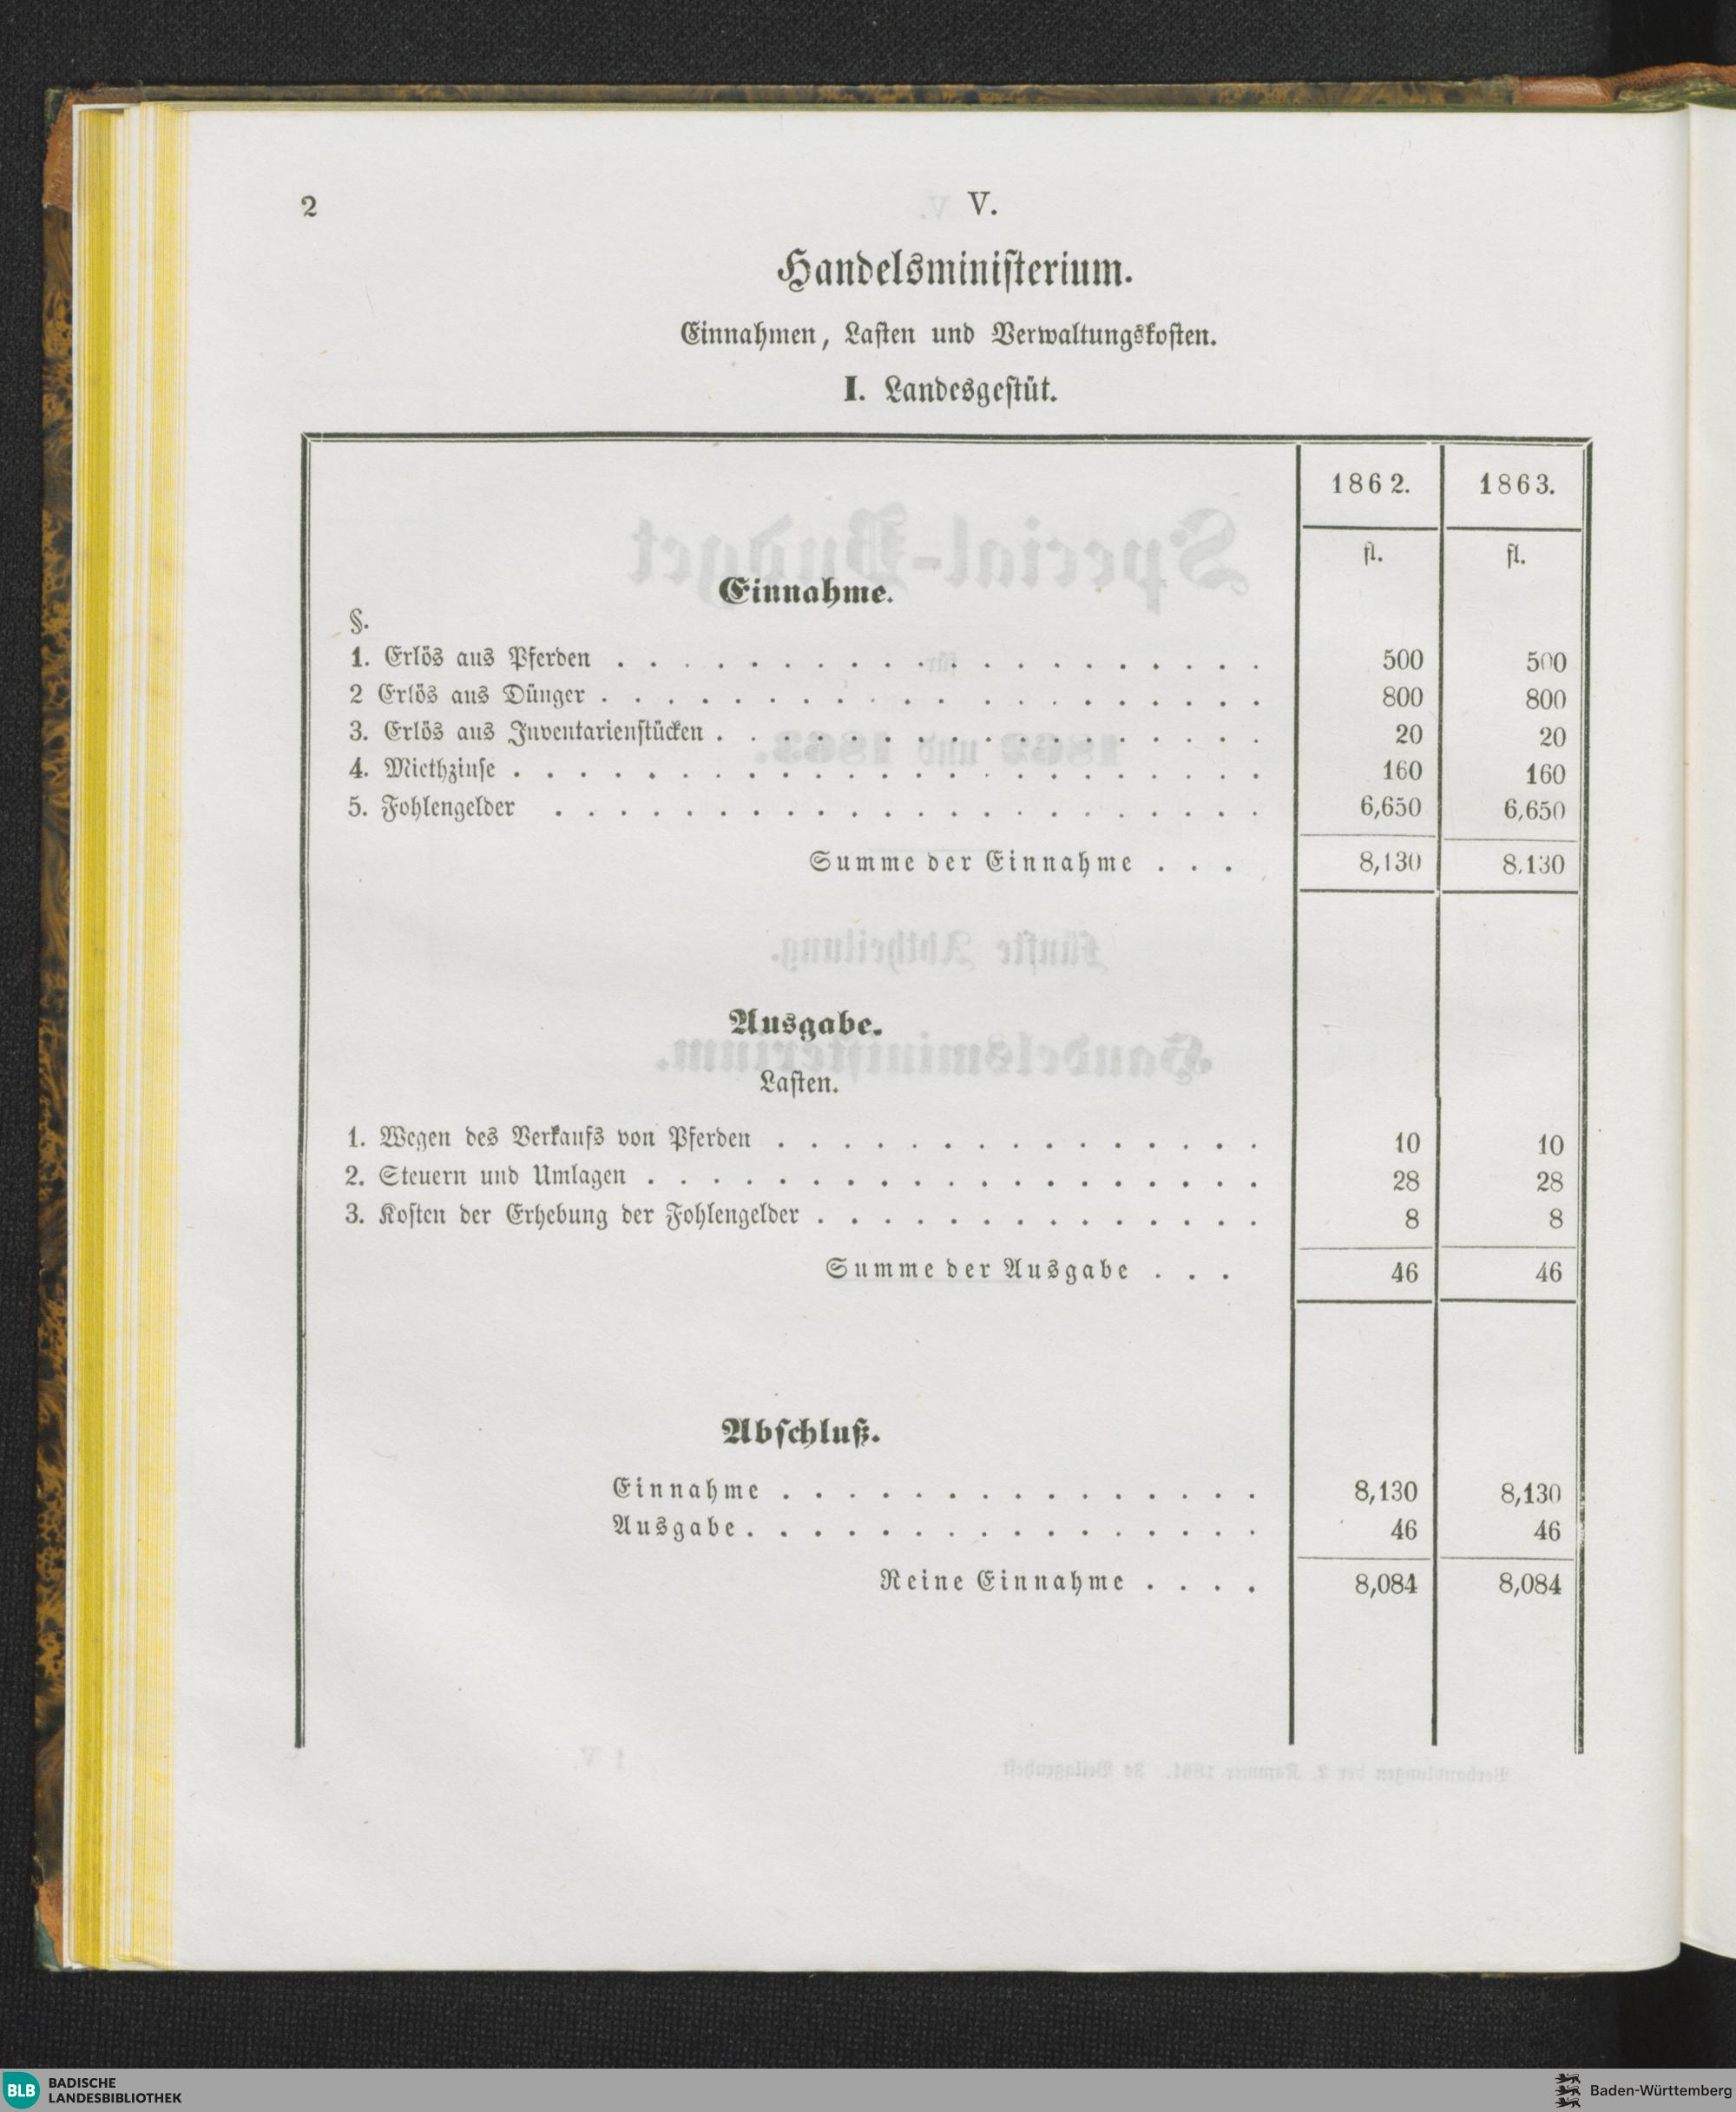 2
V.
Handelsministerium.
Einnahmen, Lasten und Verwaltungskosten.
I. Landesgestüt.
1862. 1863.
fl. fl.
Einnahme.
§.
1. Erlös aus Pferden . . . . . . . . . . . . . . . . . . . . 500 500
2 Erlös aus Dünger . . . . . . . . . . . . . . . . . . . . 800 800
3. Erlös aus Inventarienstücken . . . . . . . . . . . . . . . . . 20 20
4. Miethzinse . . . . . . . . . . . . . . . . . . . . . . . 160 160
5. Fohlengelder . . . . . . . . . . . . . . . . . . . . . . 6,650 6,650
Summe der Einnahme . . . 8,130 8.130
Ausgabe.
Lasten.
1. Wegen des Verkaufs von Pferden . . . . . . . . . . . . . . . 10 10
2. Steuern und Umlagen . . . . . . . . . . . . . . . . . . . 28 28
3. Kosten der Erhebung der Fohlengelder . . . . . . . . . . . . . . 8 8
Summe der Ausgabe . . . 46 46
Abschluß.
Einnahme . . . . . . . . . . . . . . . 8,130 8,130
Ausgabe . . . . . . . . . . . . . . . . 46 46
Reine Einnahme . . . . 8,084 8,084
BLB BADISCHE
LANDESBIBLIOTHEK
Baden-Württemberg